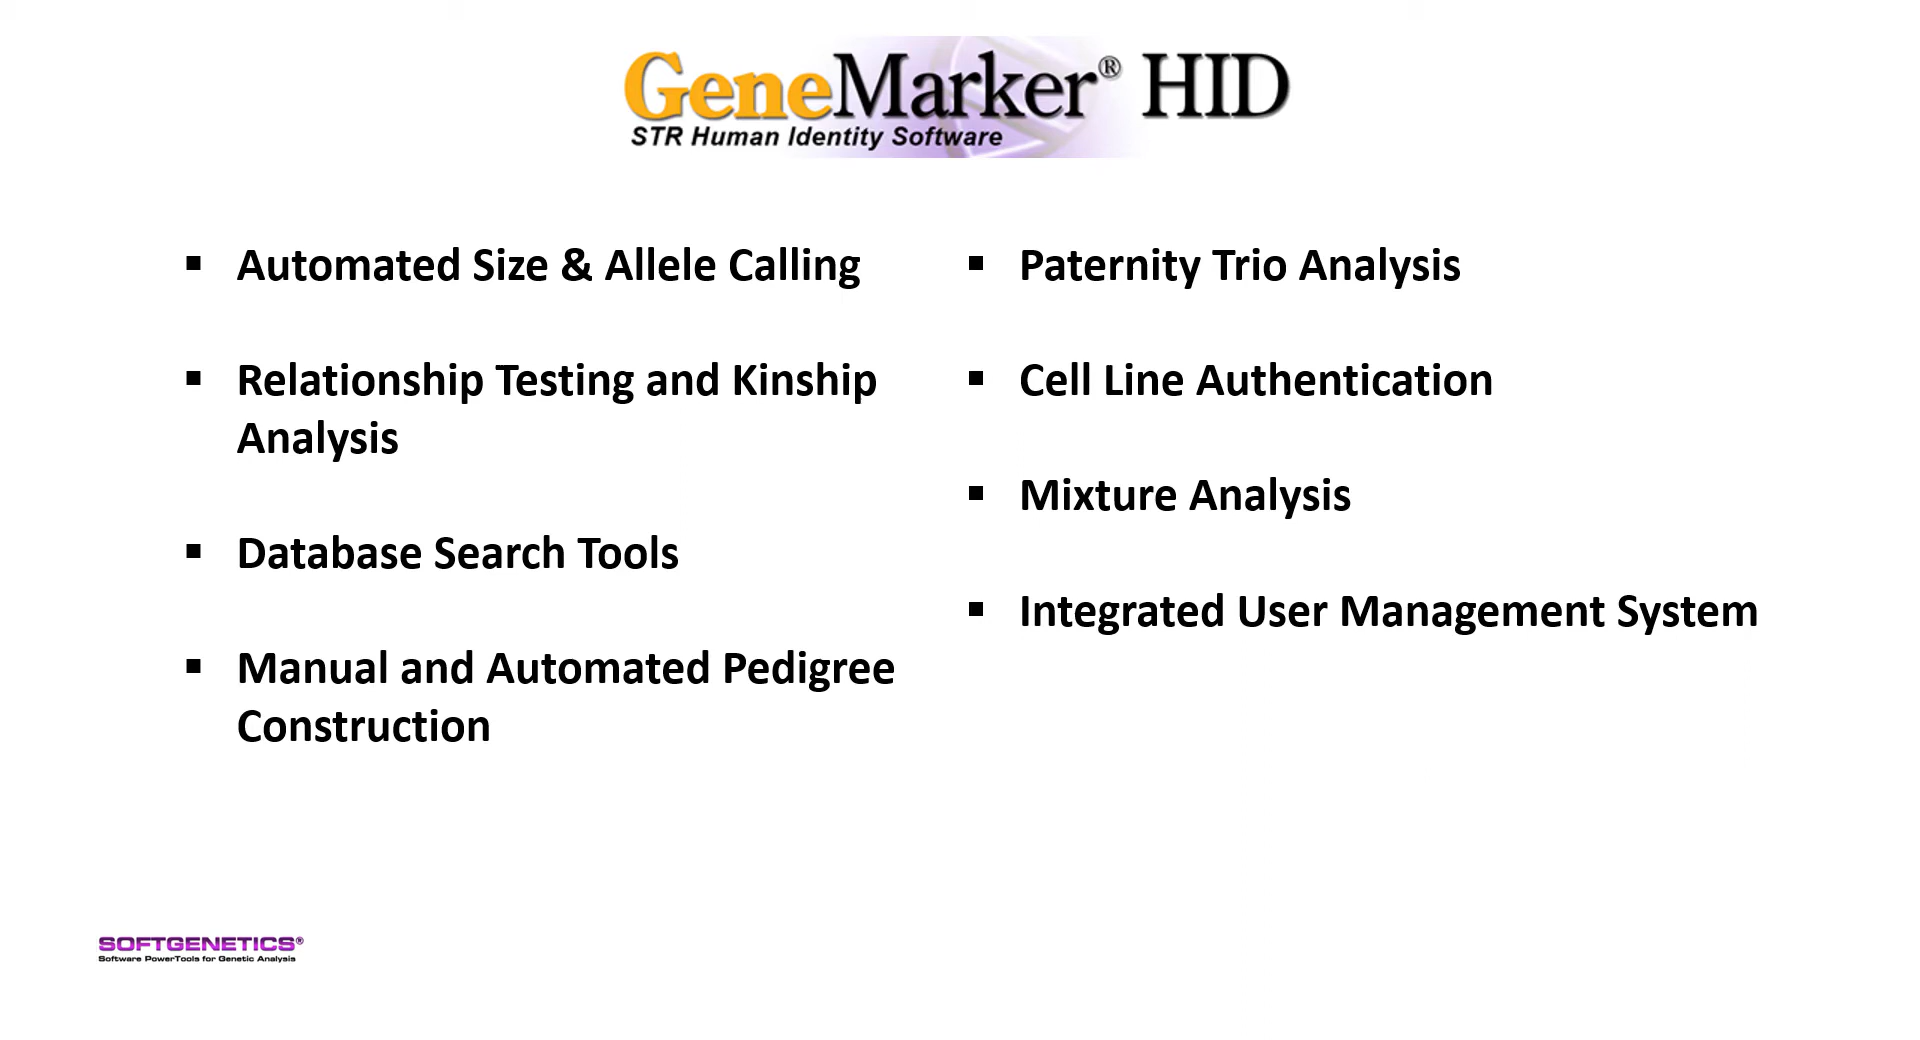 GeneMarker® HID
STR Human Identity Software
▪ Automated Size & Allele Calling
▪ Relationship Testing and Kinship
Analysis
▪ Database Search Tools
▪ Manual and Automated Pedigree
Construction
▪ Paternity Trio Analysis
▪ Cell Line Authentication
▪ Mixture Analysis
▪ Integrated User Management System
SOFTGENETICS®
Software PowerTools for Genetic Analysis